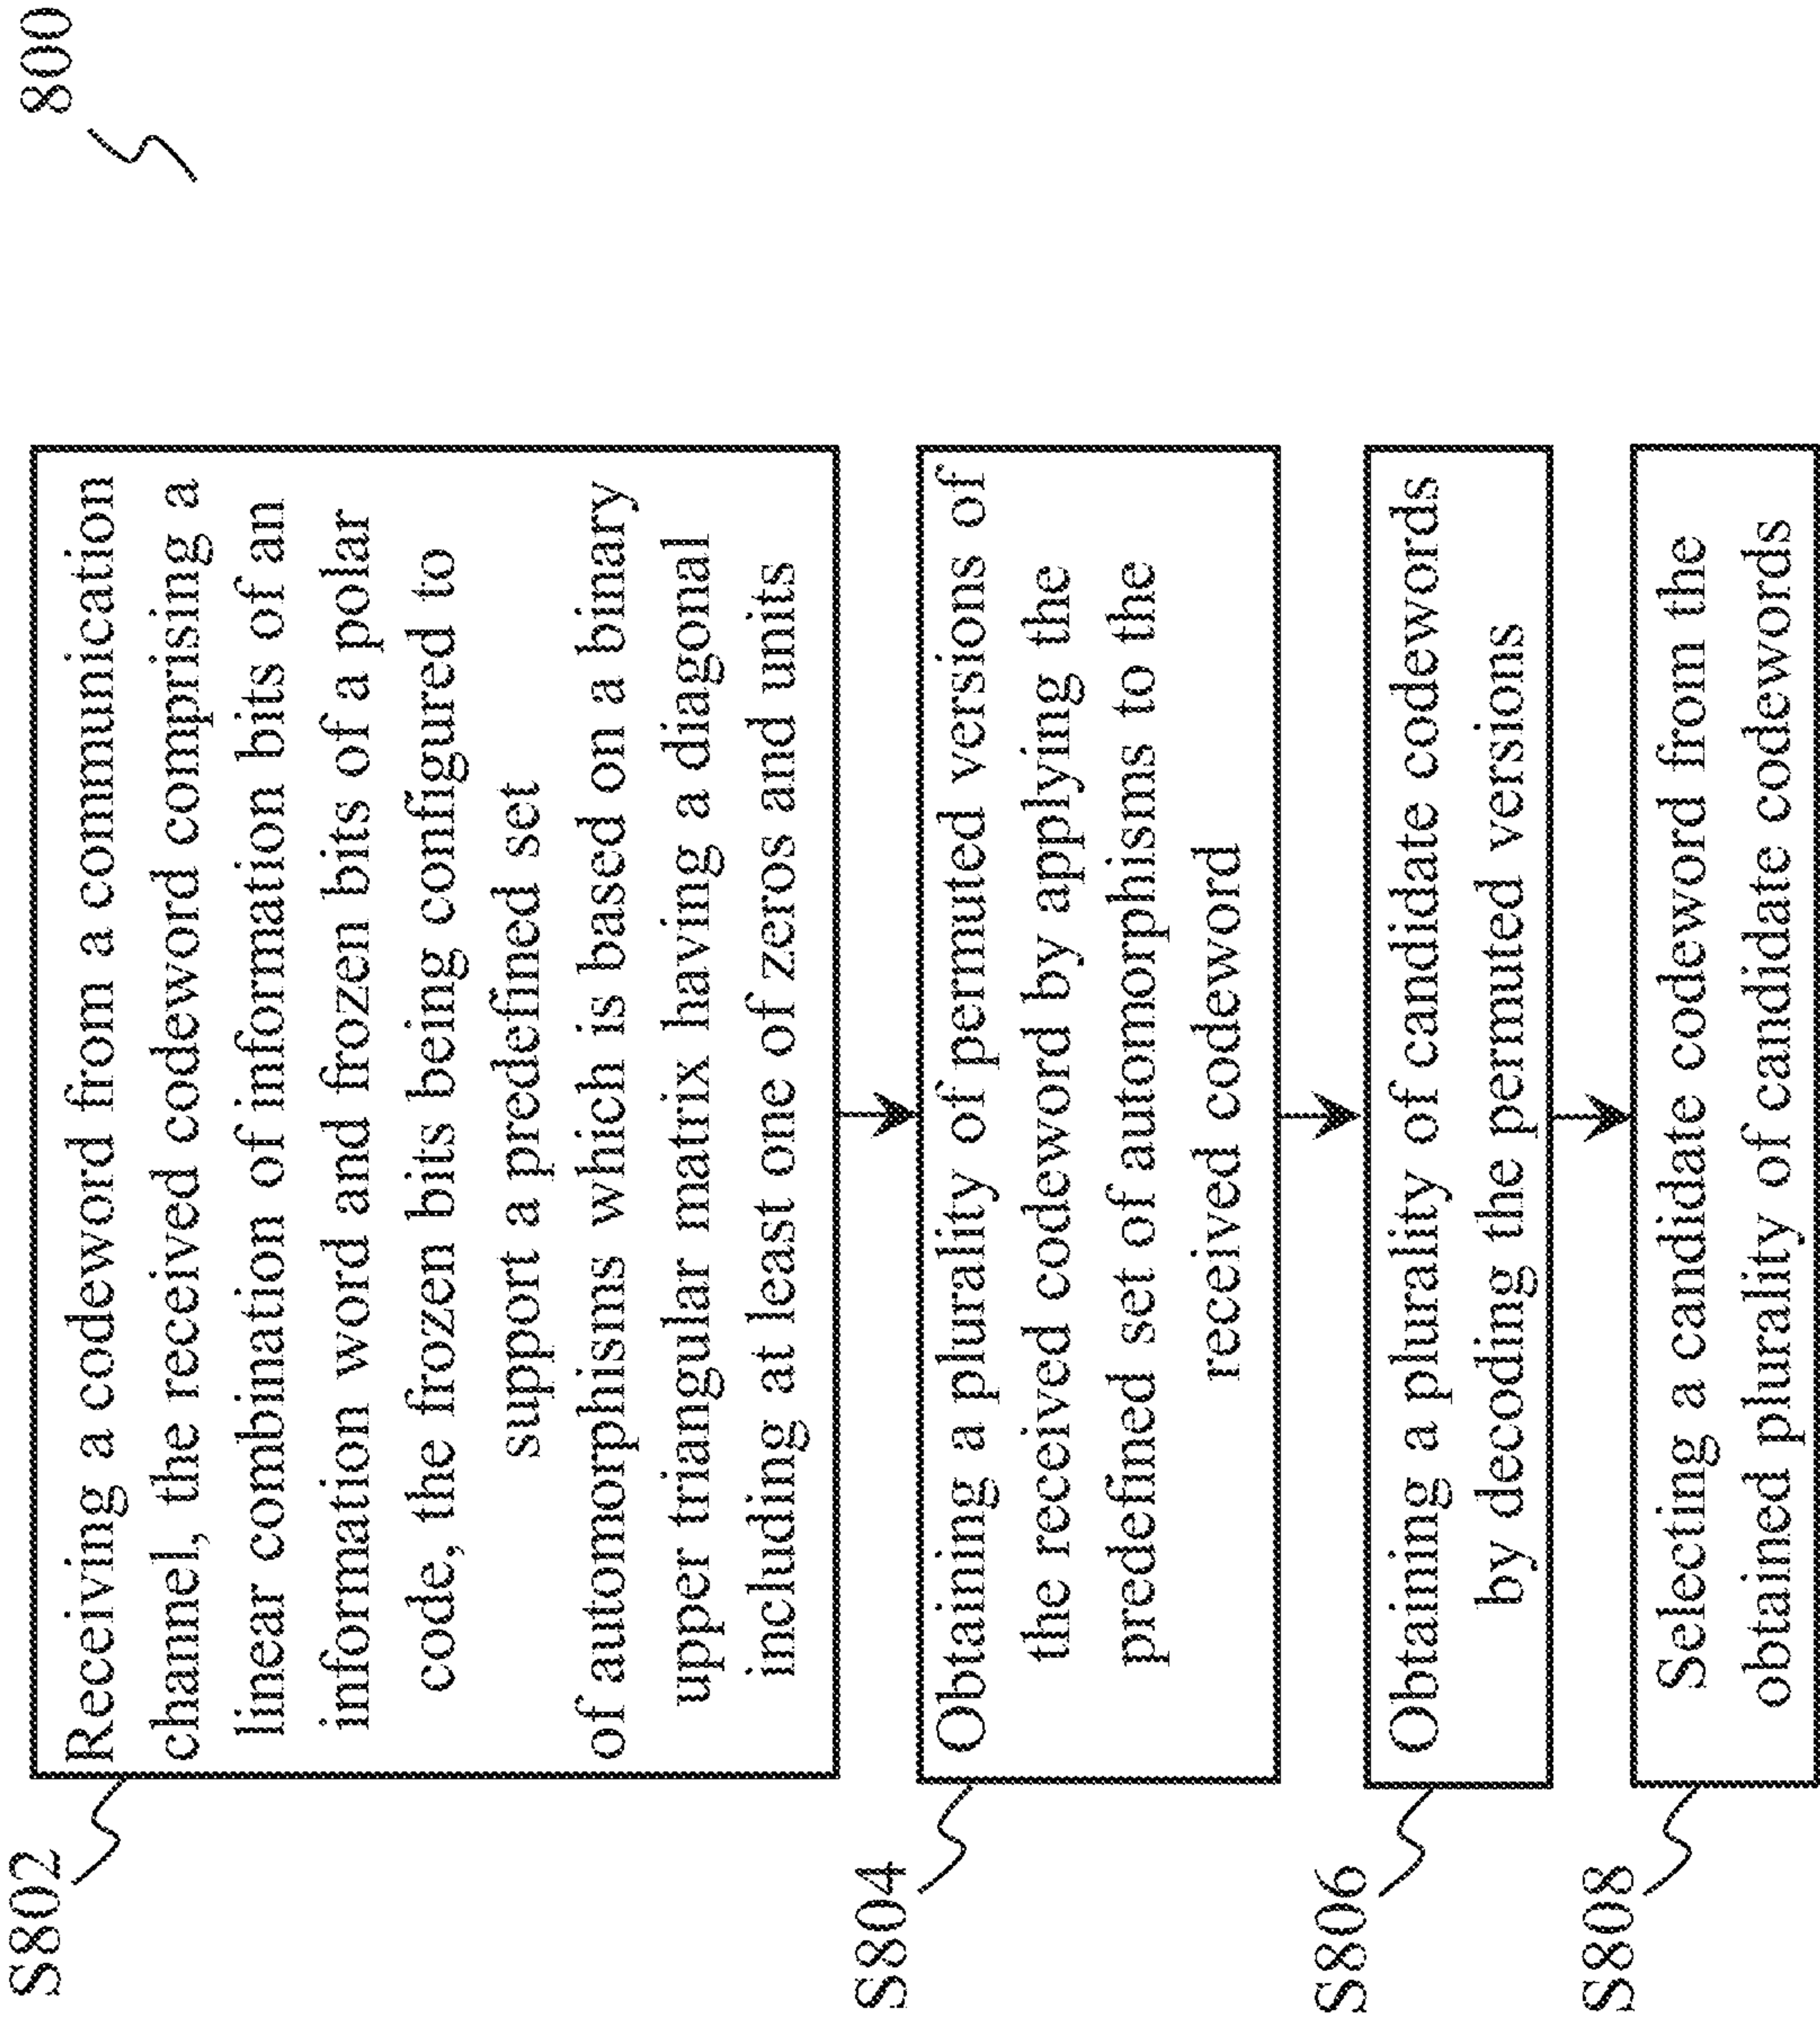 800
S802
Receiving a codeword from a communication
channel, the received codeword comprising a
linear combination of information bits of an
information word and frozen bits of a polar
code, the frozen bits being configured to
support a predefined set
of automorphisms which is based on a binary
upper triangular matrix having a diagonal
including at least one of zeros and units
S804
Obtaining a plurality of permuted versions of
the received codeword by applying the
predefined set of automorphisms to the
received codeword
S806
Obtaining a plurality of candidate codewords
by decoding the permuted versions
S808
Selecting a candidate codeword from the
obtained plurality of candidate codewords